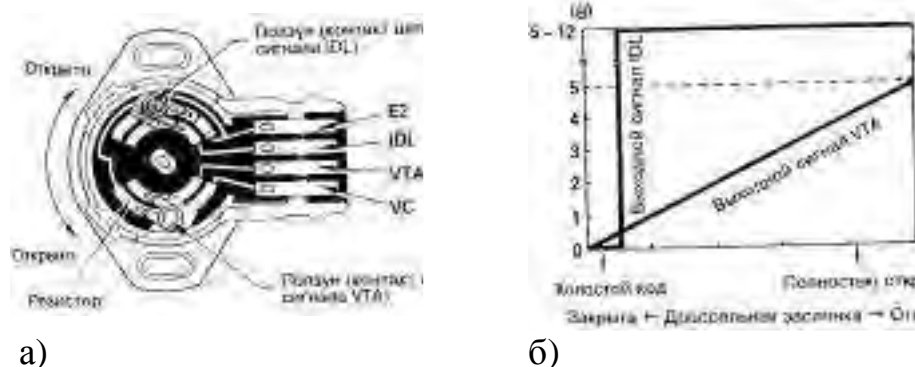 Ползун (контакт цеп
сигнала IDL)
Открыто
E2
IDL
VTA
VC
Открыто
Ползун (контакт
сигнала VTA)
Резистор
(В)
5 – 12
5
4
3
2
1
0
Выходной сигнал IDL
Выходной сигнал VTA
Холостой ход
Полностью откр
Закрыта ← Дроссельная заслонка → От
а)
б)